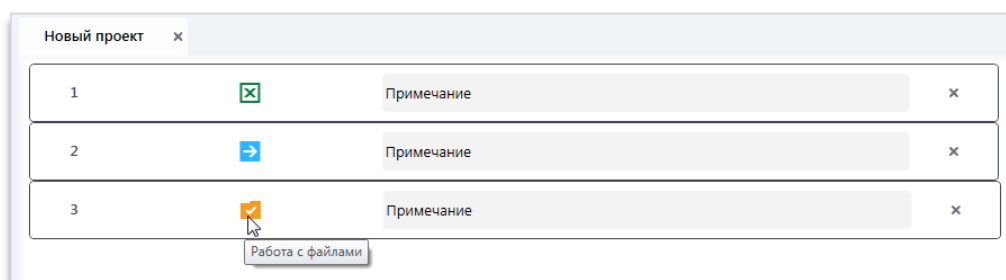 Новый проект
1 Примечание
2 Примечание
3 Примечание
Работа с файлами